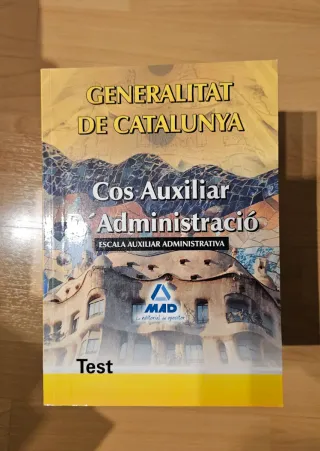 GENERALITAT
DE CATALUNYA
Cos Auxiliar
D´Administració
ESCALA AUXILIAR ADMINISTRATIVA
MAD
Test